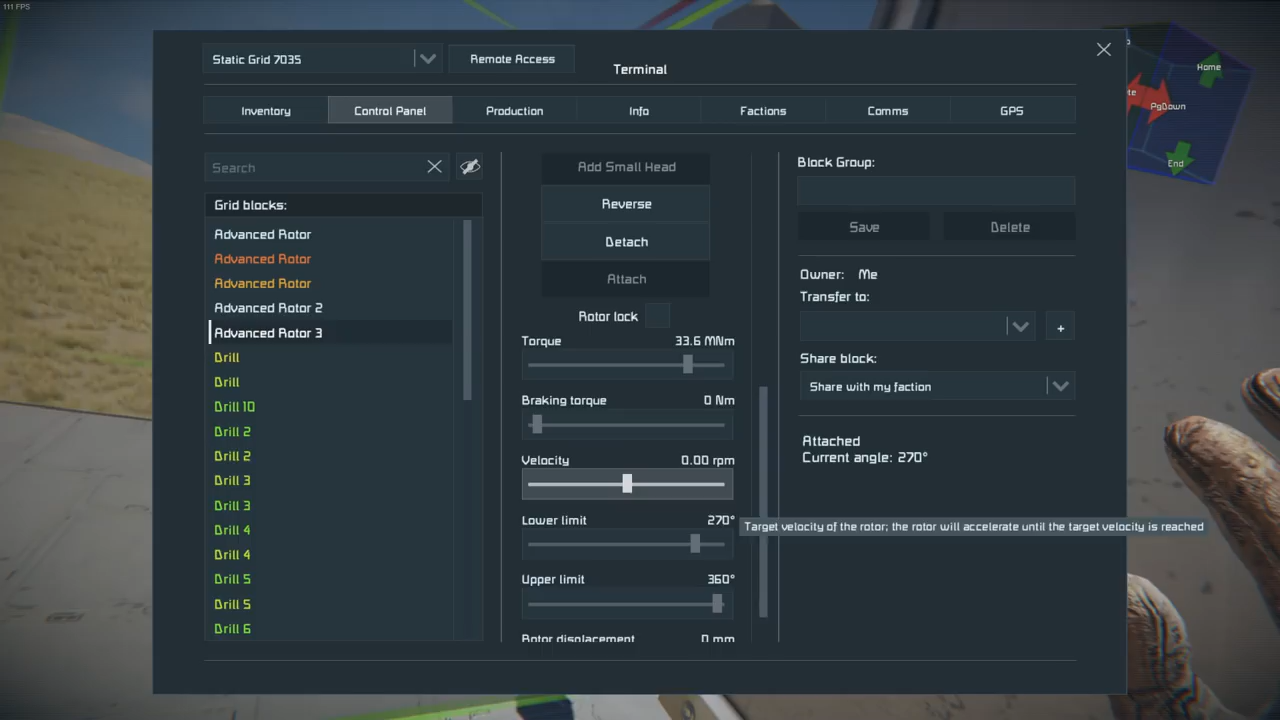 111 FPS
Static Grid 7035
Remote Access
Terminal
Home
PgDown
End
Inventory
Control Panel
Production
Info
Factions
Comms
GPS
Search
Grid blocks:
Advanced Rotor
Advanced Rotor
Advanced Rotor
Advanced Rotor 2
Advanced Rotor 3
Drill
Drill
Drill 10
Drill 2
Drill 2
Drill 3
Drill 3
Drill 4
Drill 4
Drill 5
Drill 5
Drill 6
Add Small Head
Reverse
Detach
Attach
Rotor lock
Torque 33.6 MNm
Braking torque 0 Nm
Velocity 0.00 rpm
Lower limit 270°
Upper limit 360°
Rotor displacement 0 mm
Target velocity of the rotor; the rotor will accelerate until the target velocity is reached
Block Group:
Save
Delete
Owner: Me
Transfer to:
+
Share block:
Share with my faction
Attached
Current angle: 270°